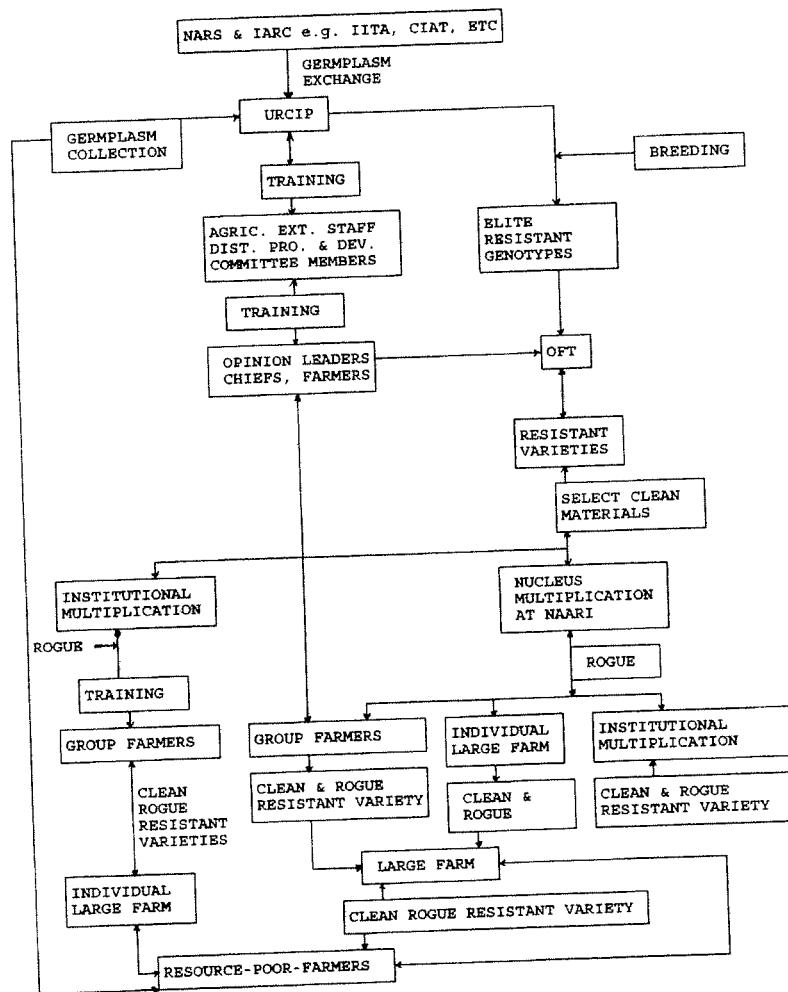 NARS & IARC e.g. IITA, CIAT, ETC
GERMPLASM
EXCHANGE
URCIP
GERMPLASM
COLLECTION
BREEDING
TRAINING
AGRIC. EXT. STAFF
DIST. PRO. & DEV.
COMMITTEE MEMBERS
ELITE
RESISTANT
GENOTYPES
TRAINING
OPINION LEADERS
CHIEFS, FARMERS
OFT
RESISTANT
VARIETIES
SELECT CLEAN
MATERIALS
INSTITUTIONAL
MULTIPLICATION
NUCLEUS
MULTIPLICATION
AT NAARI
ROGUE
ROGUE
TRAINING
GROUP FARMERS
GROUP FARMERS
INDIVIDUAL
LARGE FARM
INSTITUTIONAL
MULTIPLICATION
CLEAN
ROGUE
RESISTANT
VARIETIES
CLEAN & ROGUE
RESISTANT VARIETY
CLEAN &
ROGUE
CLEAN & ROGUE
RESISTANT VARIETY
LARGE FARM
INDIVIDUAL
LARGE FARM
CLEAN ROGUE RESISTANT VARIETY
RESOURCE-POOR-FARMERS